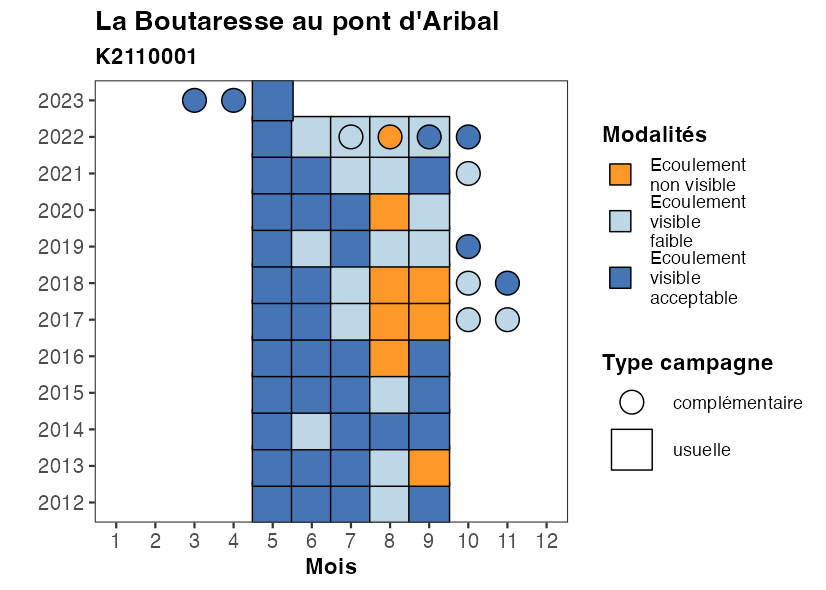 La Boutaresse au pont d'Aribal
K2110001
2023
2022
2021
2020
2019
2018
2017
2016
2015
2014
2013
2012
1 2 3 4 5 6 7 8 9 10 11 12
Mois
Modalités
Ecoulement
non visible
Ecoulement
visible
faible
Ecoulement
visible
acceptable
Type campagne
complémentaire
usuelle